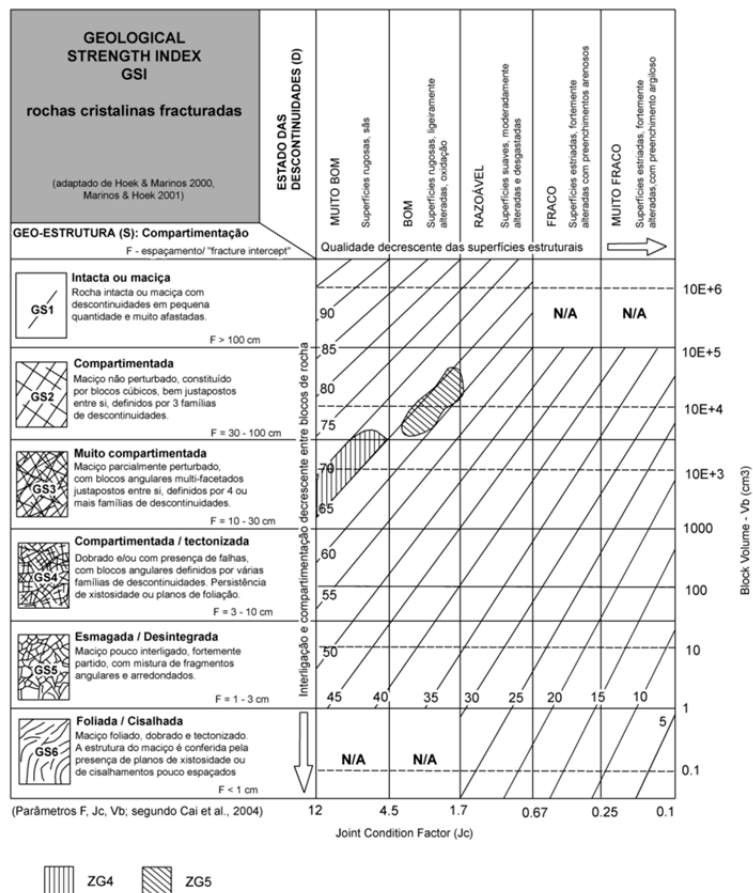 GEOLOGICAL
STRENGTH INDEX
GSI
rochas cristalinas fracturadas
(adaptado de Hoek & Marinos 2000,
Marinos & Hoek 2001)
ESTADO DAS
DESCONTINUIDADES (D)
MUITO BOM
Superfícies rugosas, sãs
BOM
Superfícies rugosas, ligeiramente
alteradas, oxidação
RAZOÁVEL
Superfícies suaves, moderadamente
alteradas e desgastadas
FRACO
Superfícies estriadas, fortemente
alteradas com preenchimentos arenosos
MUITO FRACO
Superfícies estriadas, fortemente
alteradas,com preenchimento argiloso
GEO-ESTRUTURA (S): Compartimentação
F - espaçamento/ "fracture intercept"
Qualidade decrescente das superfícies estruturais
GS1
Intacta ou maciça
Rocha intacta ou maciça com
descontinuidades em pequena
quantidade e muito afastadas.
F > 100 cm
GS2
Compartimentada
Maciço não perturbado, constituído
por blocos cúbicos, bem justapostos
entre si, definidos por 3 famílias
de descontinuidades.
F = 30 - 100 cm
GS3
Muito compartimentada
Maciço parcialmente perturbado,
com blocos angulares multi-facetados
justapostos entre si, definidos por 4 ou
mais famílias de descontinuidades.
F = 10 - 30 cm
GS4
Compartimentada / tectonizada
Dobrado e/ou com presença de falhas,
com blocos angulares definidos por várias
famílias de descontinuidades. Persistência
de xistosidade ou planos de foliação.
F = 3 - 10 cm
GS5
Esmagada / Desintegrada
Maciço pouco interligado, fortemente
partido, com mistura de fragmentos
angulares e arredondados.
F = 1 - 3 cm
GS6
Foliada / Cisalhada
Maciço foliado, dobrado e tectonizado.
A estrutura do maciço é conferida pela
presença de planos de xistosidade ou
de cisalhamentos pouco espaçados
F < 1 cm
Interligação e compartimentação decrescente entre blocos de rocha
90
85
80
75
70
65
60
55
50
45 40 35 30 25 20 15 10
5
N/A N/A
N/A N/A
10E+6
10E+5
10E+4
10E+3
1000
100
10
1
0.1
Block Volume - Vb (cm3)
(Parâmetros F, Jc, Vb; segundo Cai et al., 2004)
12 4.5 1.7 0.67 0.25 0.1
Joint Condition Factor (Jc)
ZG4 ZG5